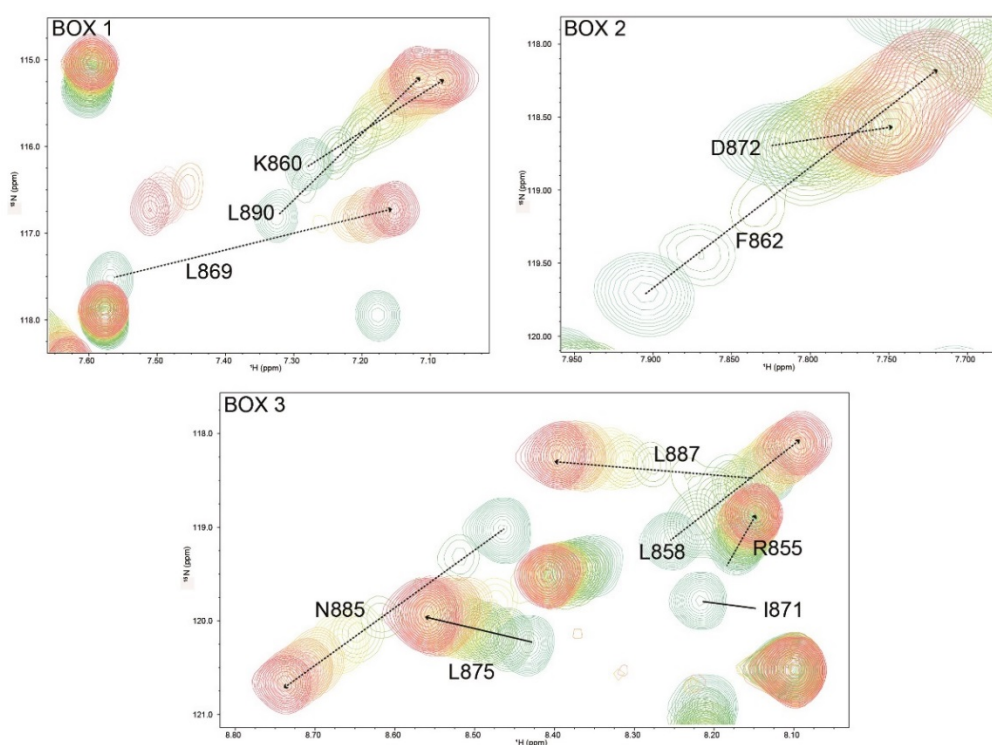 BOX 1
115.0
116.0
117.0
118.0
¹⁵N (ppm)
K860
L890
L869
7.60
7.50
7.40
7.30
7.20
7.10
¹H (ppm)
BOX 2
118.00
118.50
119.00
119.50
120.00
¹⁵N (ppm)
D872
F862
7.950
7.900
7.850
7.800
7.750
7.700
¹H (ppm)
BOX 3
118.0
119.0
120.0
121.0
¹⁵N (ppm)
L887
L858
R855
I871
N885
L875
8.80
8.70
8.60
8.50
8.40
8.30
8.20
8.10
¹H (ppm)